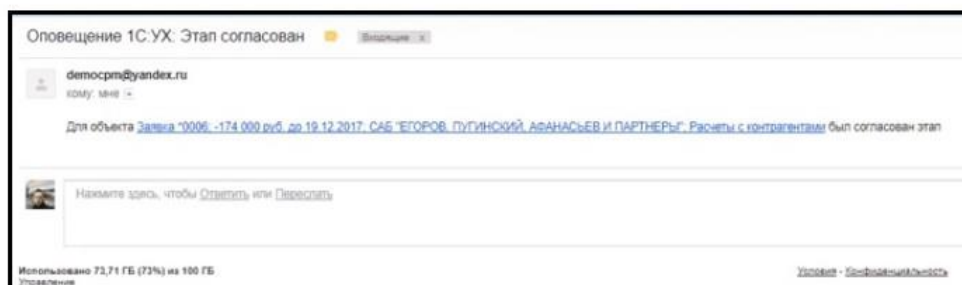 Оповещение 1С:УХ: Этап согласован
Входящие x
democpm@yandex.ru
кому: мне
Для объекта Заявка *0006; -174 000 руб. до 19.12.2017; САБ "ЕГОРОВ, ПУГИНСКИЙ, АФАНАСЬЕВ И ПАРТНЕРЫ"; Расчеты с контрагентами был согласован этап
Нажмите здесь, чтобы Ответить или Переслать
Использовано 73,71 ГБ (73%) из 100 ГБ
Управление
Условия - Конфиденциальность